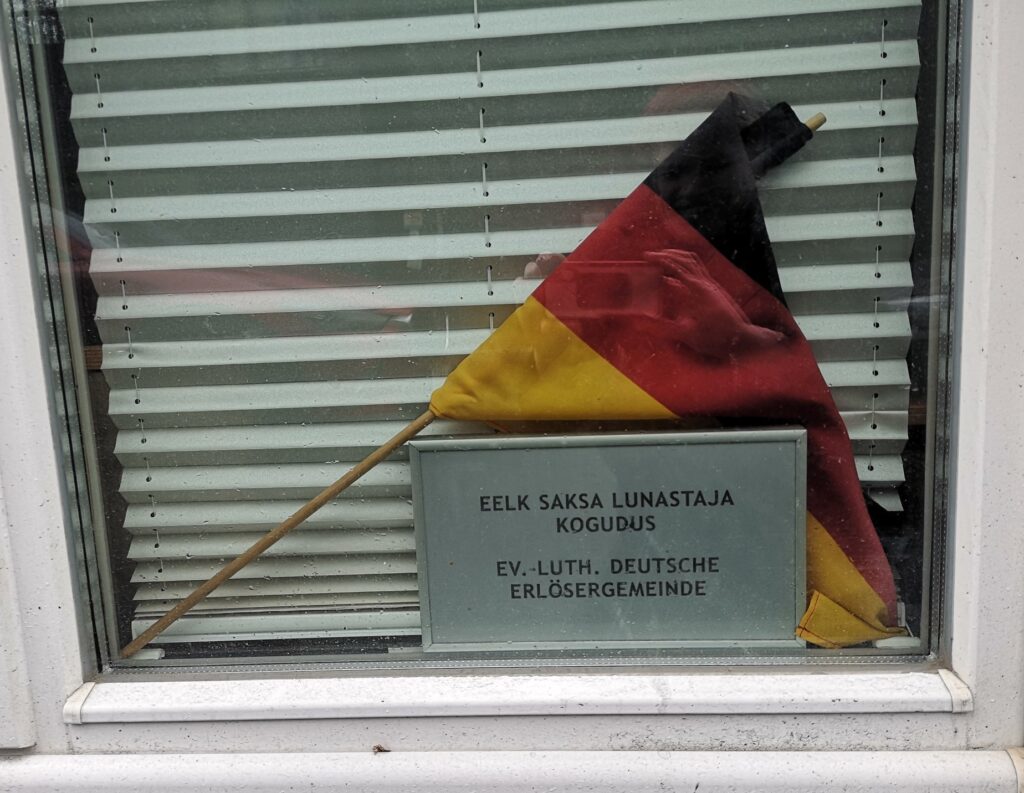 EELK SAKSA LUNASTAJA
KOGUDUS
EV.-LUTH. DEUTSCHE
ERLÖSERGEMEINDE